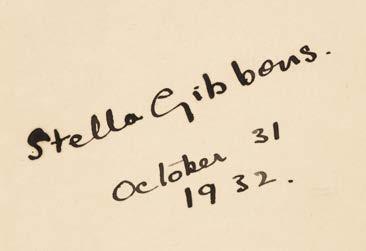 Stella Gibbons.
October 31
1932.